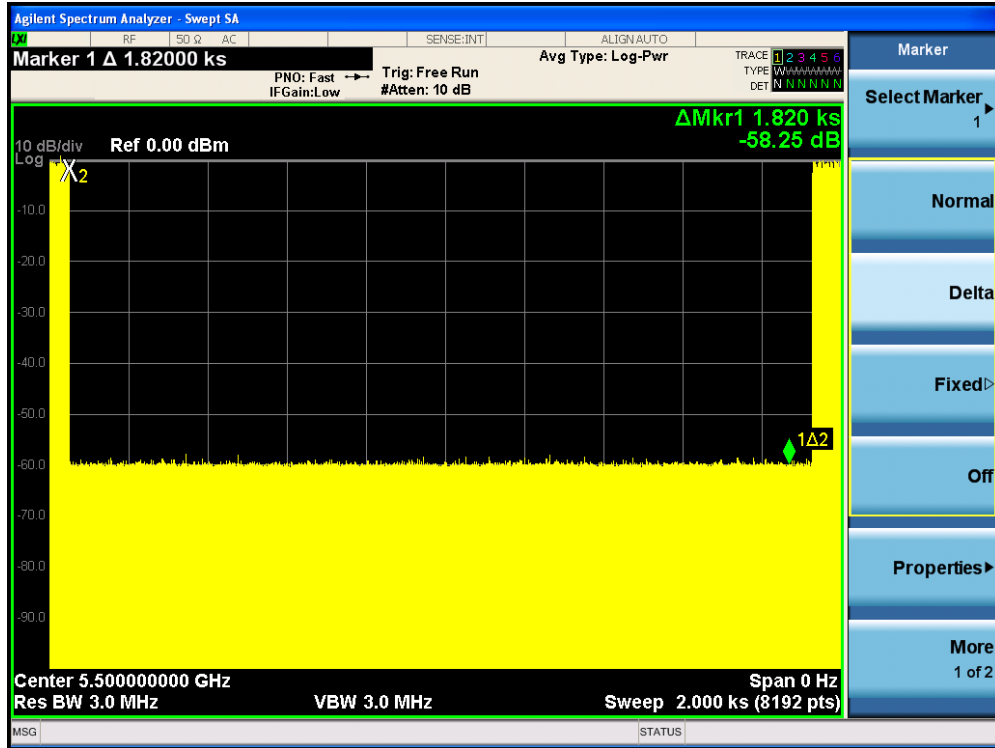 Agilent Spectrum Analyzer - Swept SA
LXI RF 50 Ω AC SENSE:INT ALIGNAUTO
Marker 1 Δ 1.82000 ks
PNO: Fast
IFGain:Low
Trig: Free Run
#Atten: 10 dB
Avg Type: Log-Pwr
TRACE 1 2 3 4 5 6
TYPE WWWWWW
DET N N N N N N
ΔMkr1 1.820 ks
-58.25 dB
10 dB/div
Log
Ref 0.00 dBm
2
-10.0
-20.0
-30.0
-40.0
-50.0
1Δ2
-60.0
-70.0
-80.0
-90.0
Center 5.500000000 GHz
Span 0 Hz
Res BW 3.0 MHz
VBW 3.0 MHz
Sweep 2.000 ks (8192 pts)
MSG
STATUS
Marker
Select Marker
1
Normal
Delta
Fixed
Off
Properties
More
1 of 2